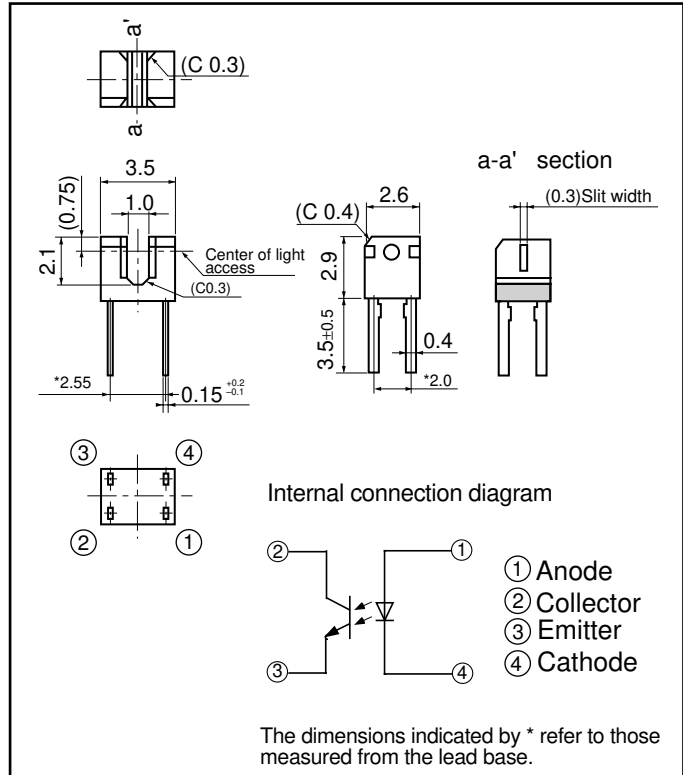 a'
(C 0.3)
a
3.5
1.0
(0.75)
2.1
Center of light
access
(C0.3)
*2.55
0.15 +0.2 −0.1
(C 0.4)
2.6
2.9
3.5±0.5
0.4
*2.0
a-a' section
(0.3)Slit width
③ ④
② ①
Internal connection diagram
② ①
③ ④
① Anode
② Collector
③ Emitter
④ Cathode
The dimensions indicated by * refer to those
measured from the lead base.